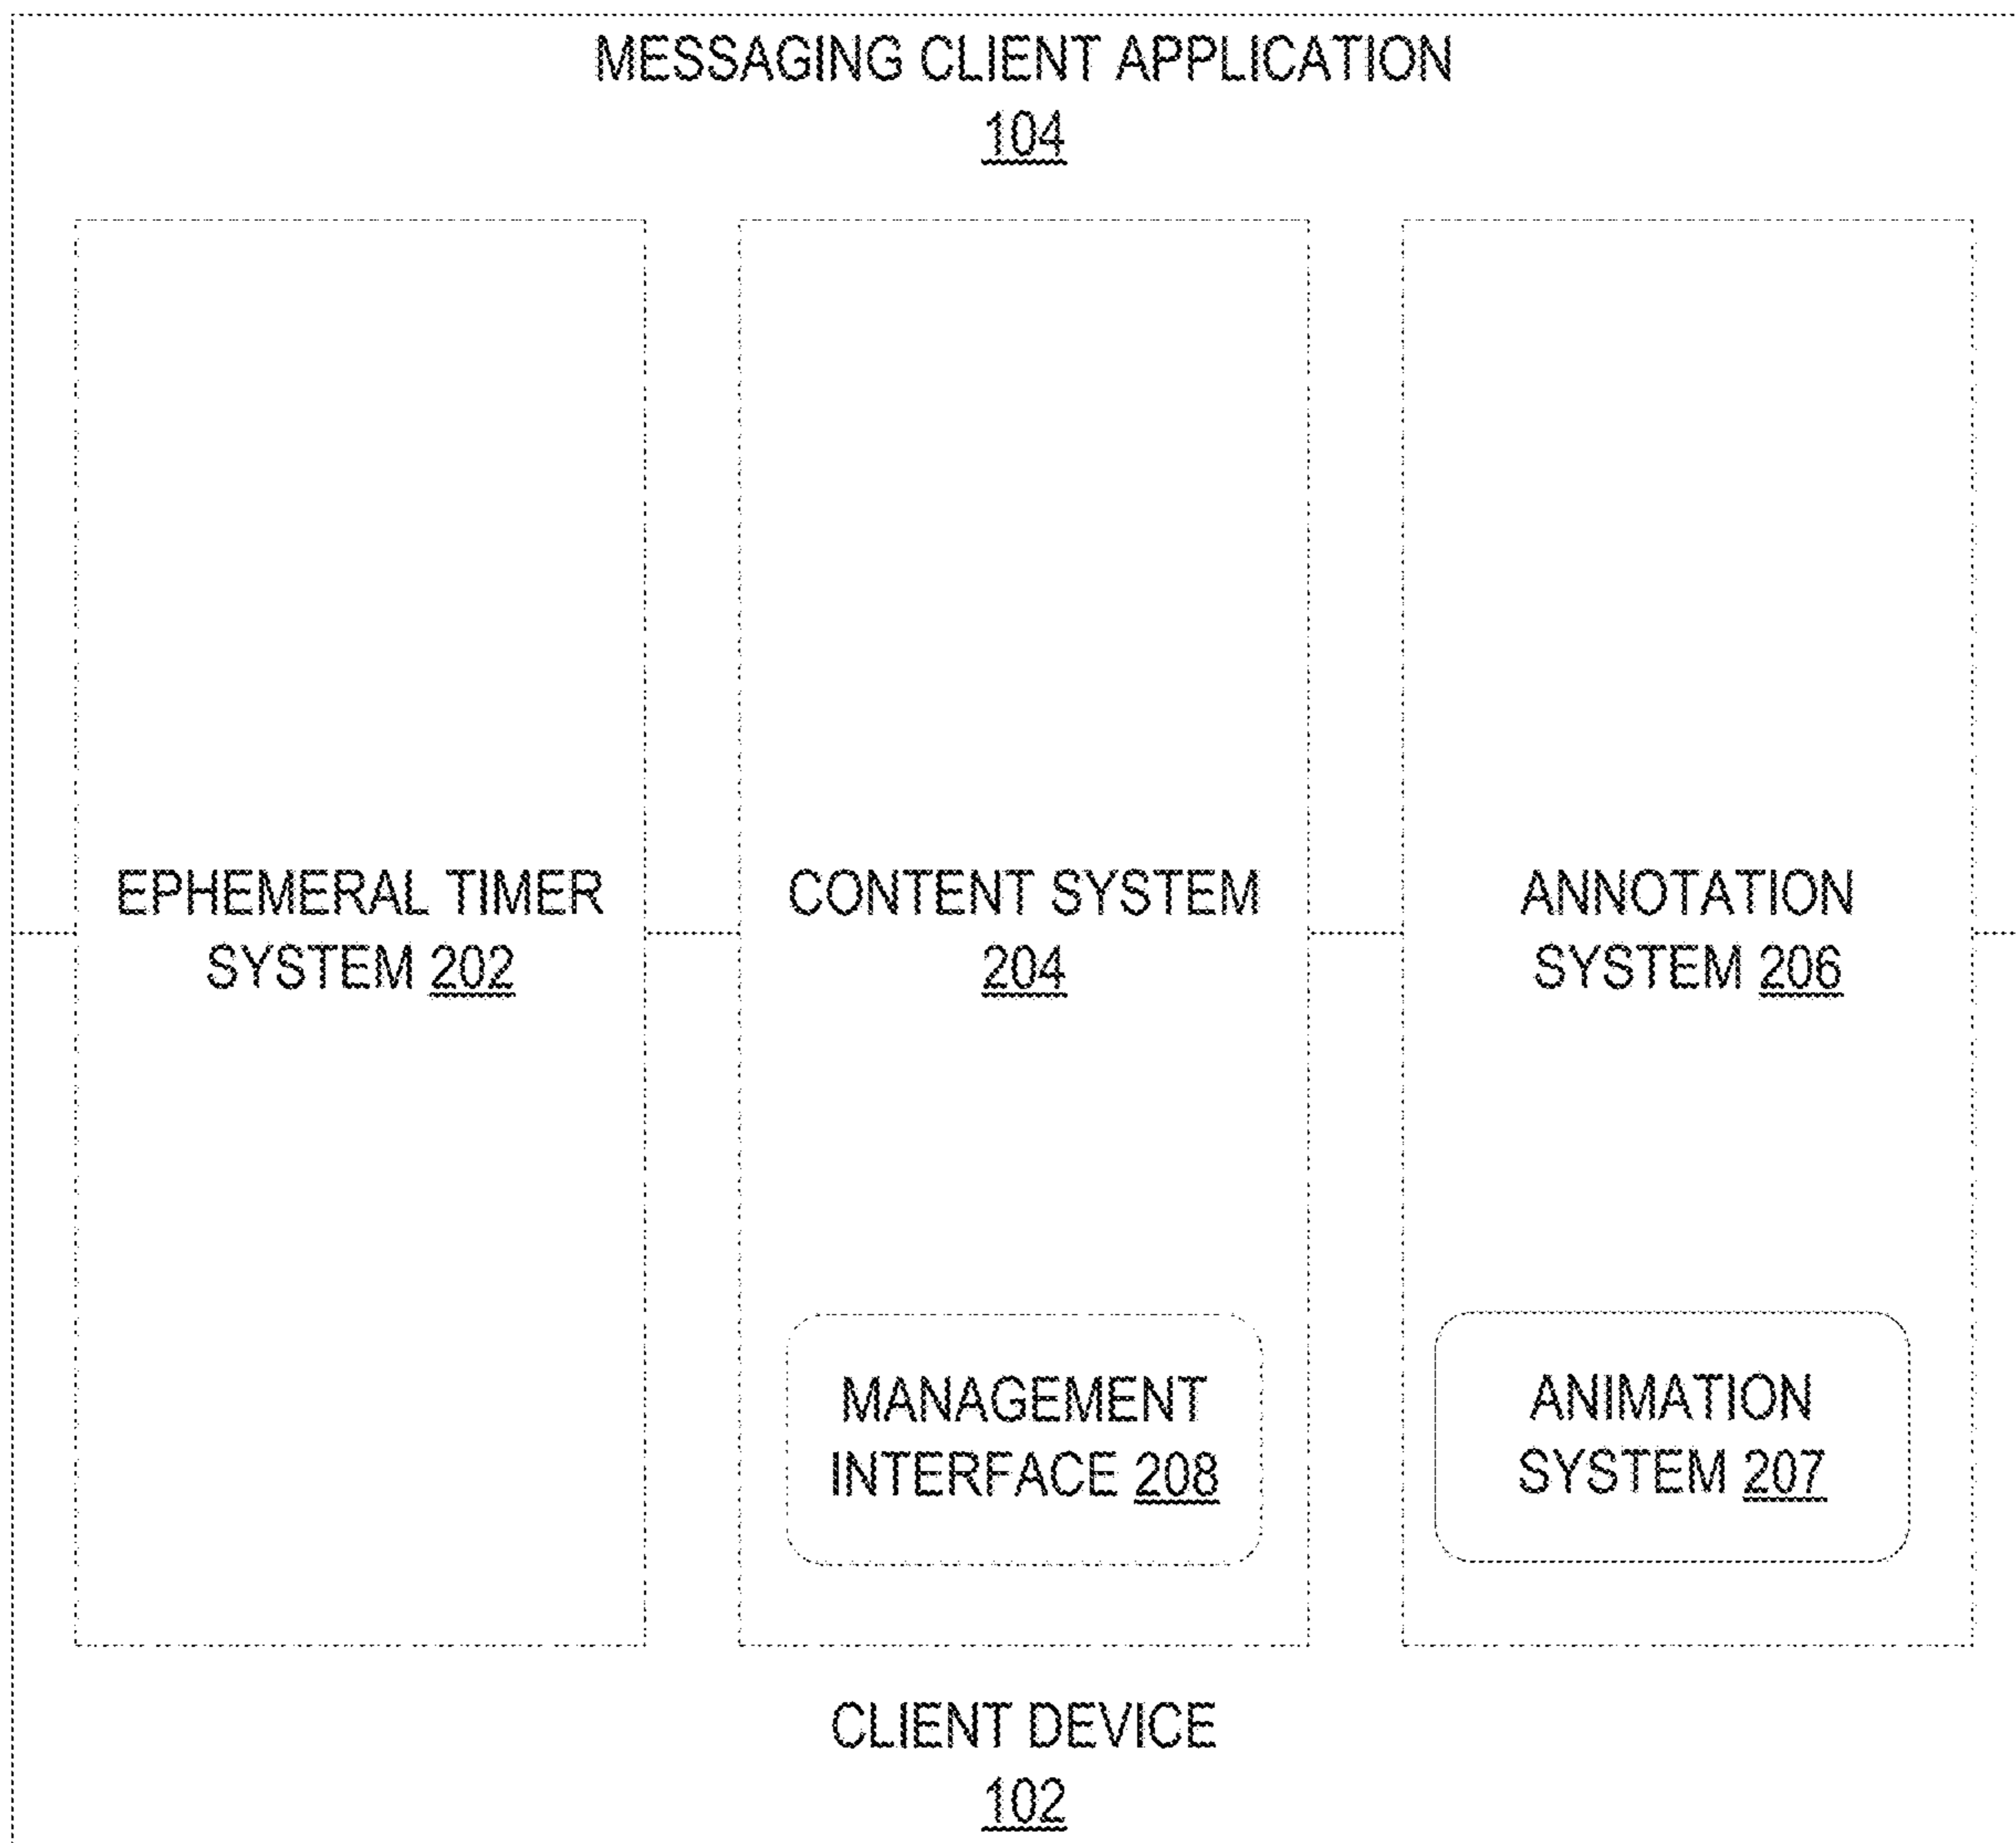 MESSAGING CLIENT APPLICATION
104
EPHEMERAL TIMER
SYSTEM 202
CONTENT SYSTEM
204
ANNOTATION
SYSTEM 206
MANAGEMENT
INTERFACE 208
ANIMATION
SYSTEM 207
CLIENT DEVICE
102